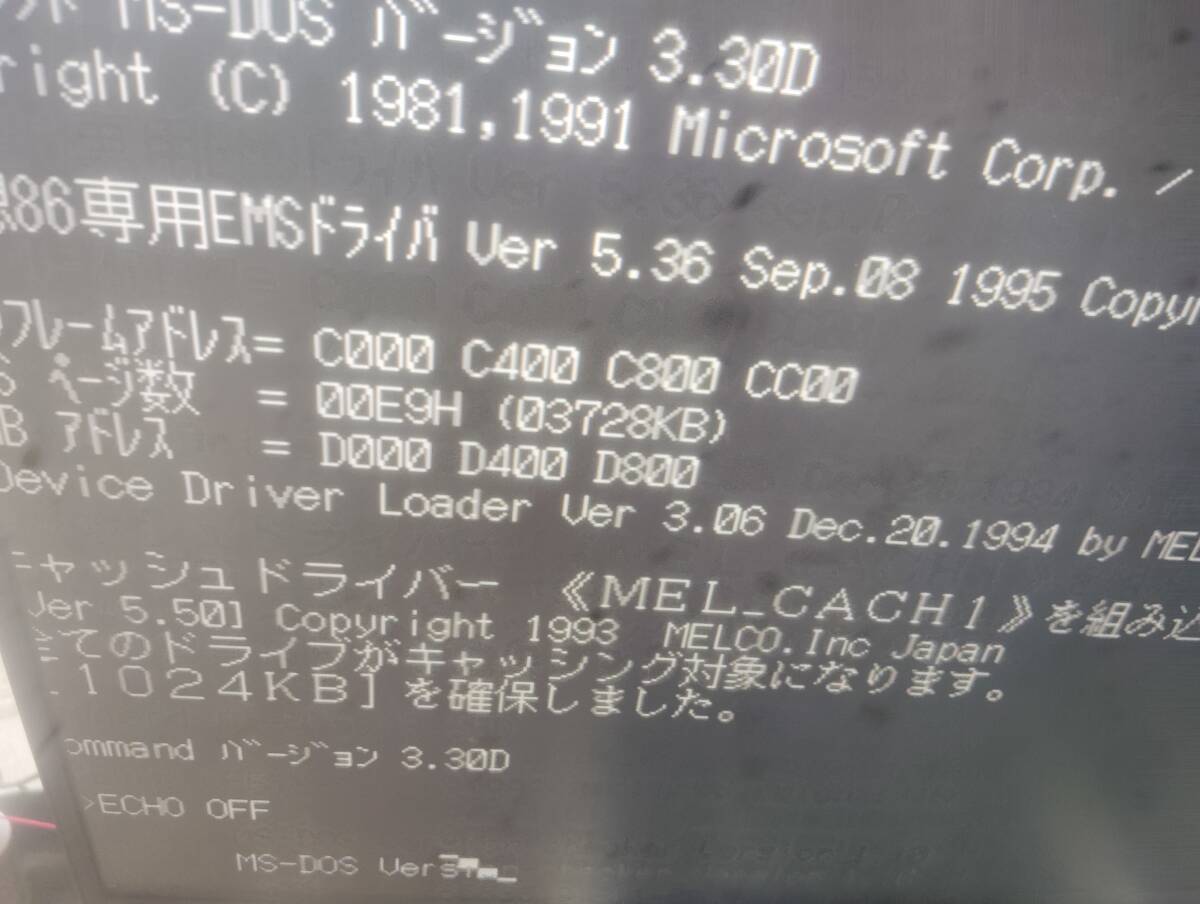 MS-DOS バージョン 3.30D
right (C) 1981,1991 Microsoft Corp. /
86専用EMSドライバ Ver 5.36 Sep.08 1995 Copyr
フレームアドレス= C000 C400 C800 CC00
ページ数 = 00E9H (03728KB)
B アドレス = D000 D400 D800
Device Driver Loader Ver 3.06 Dec.20.1994 by MEL
キャッシュドライバー 《MEL_CACH1》を組み込
Ver 5.50] Copyright 1993 MELCO.Inc Japan
てのドライブがキャッシング対象になります。
1024KB]を確保しました。
ommand バージョン 3.30D
>ECHO OFF
MS-DOS Vers